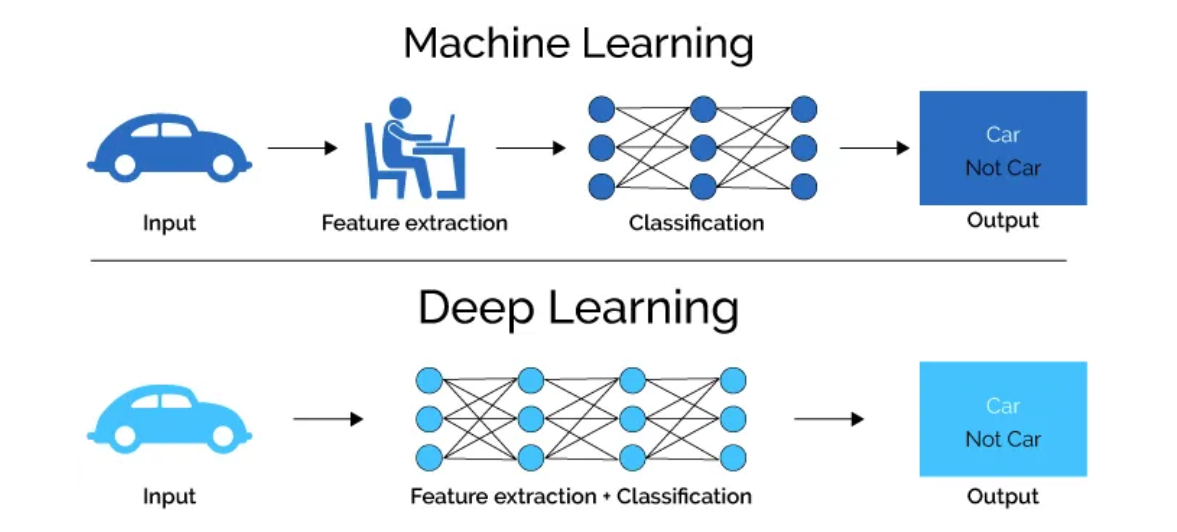 Machine Learning
Car
Not Car
Input
Feature extraction
Classification
Output
Deep Learning
Car
Not Car
Input
Feature extraction + Classification
Output